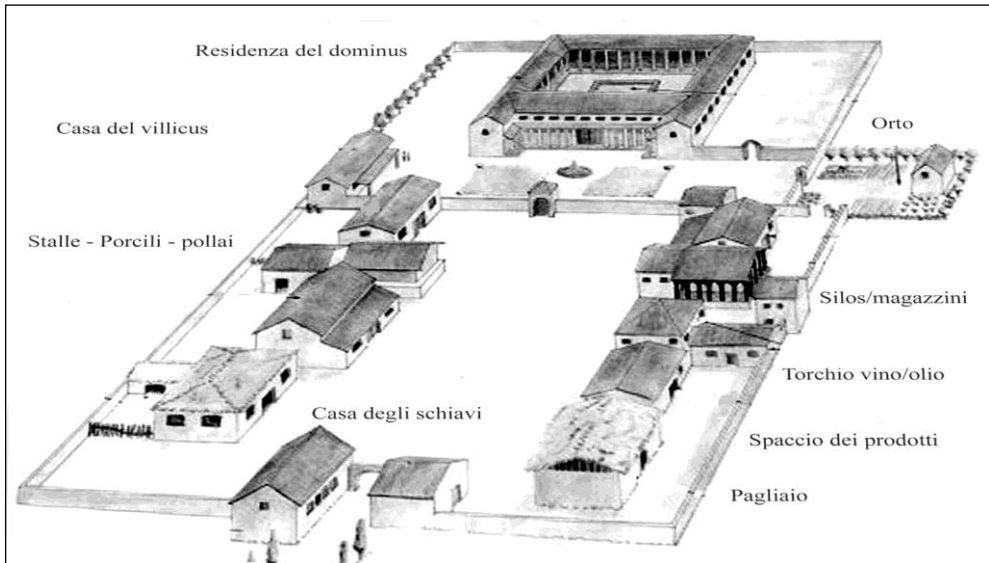 Residenza del dominus
Casa del villicus
Orto
Stalle - Porcili - pollai
Silos/magazzini
Torchio vino/olio
Casa degli schiavi
Spaccio dei prodotti
Pagliaio